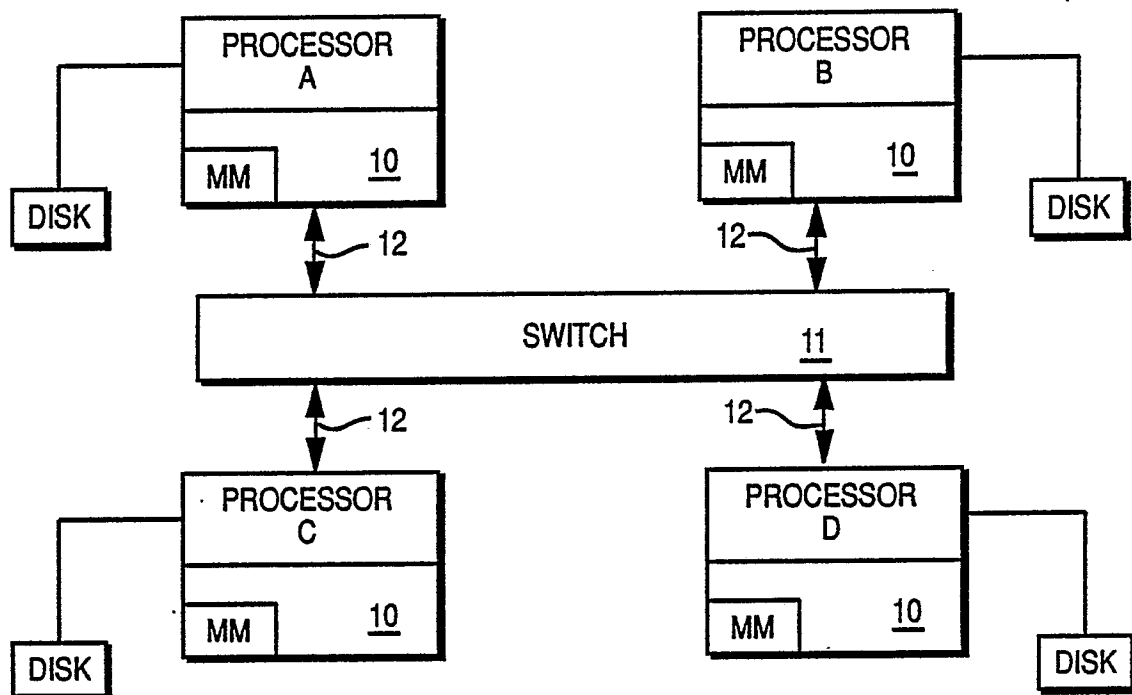 PROCESSOR
A
PROCESSOR
B
MM
10
MM
10
DISK
DISK
12
12
SWITCH
11
12
12
PROCESSOR
C
PROCESSOR
D
MM
10
MM
10
DISK
DISK